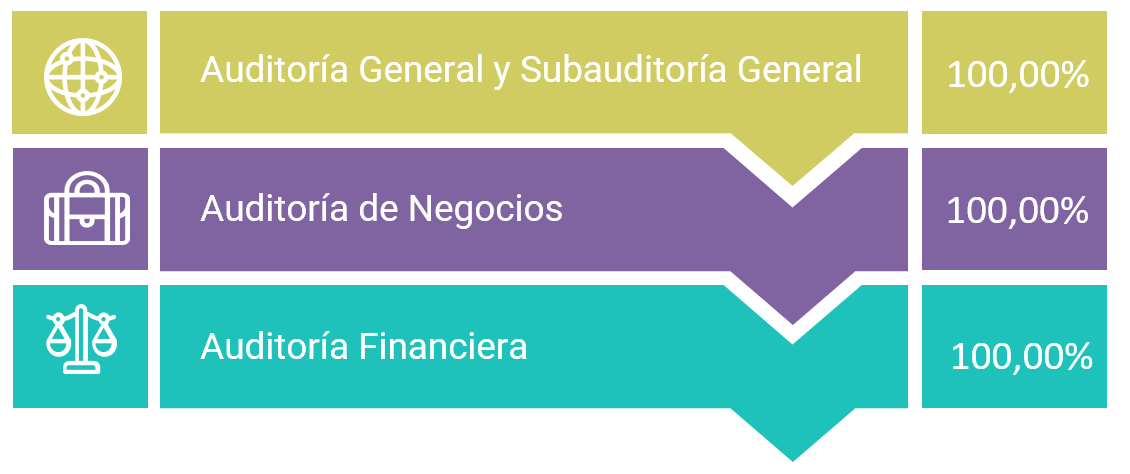 Auditoría General y Subauditoría General
100,00%
Auditoría de Negocios
100,00%
Auditoría Financiera
100,00%